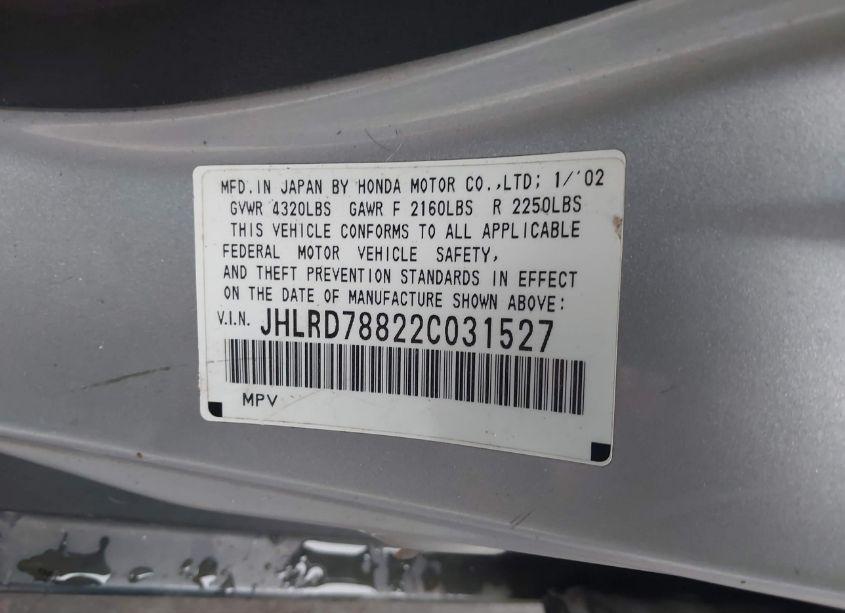 MFD.IN JAPAN BY HONDA MOTOR CO.,LTD; 1/'02
GVWR 4320LBS GAWR F 2160LBS R 2250LBS
THIS VEHICLE CONFORMS TO ALL APPLICABLE
FEDERAL MOTOR VEHICLE SAFETY,
AND THEFT PREVENTION STANDARDS IN EFFECT
ON THE DATE OF MANUFACTURE SHOWN ABOVE:
V.I.N. JHLRD78822C031527
MPV